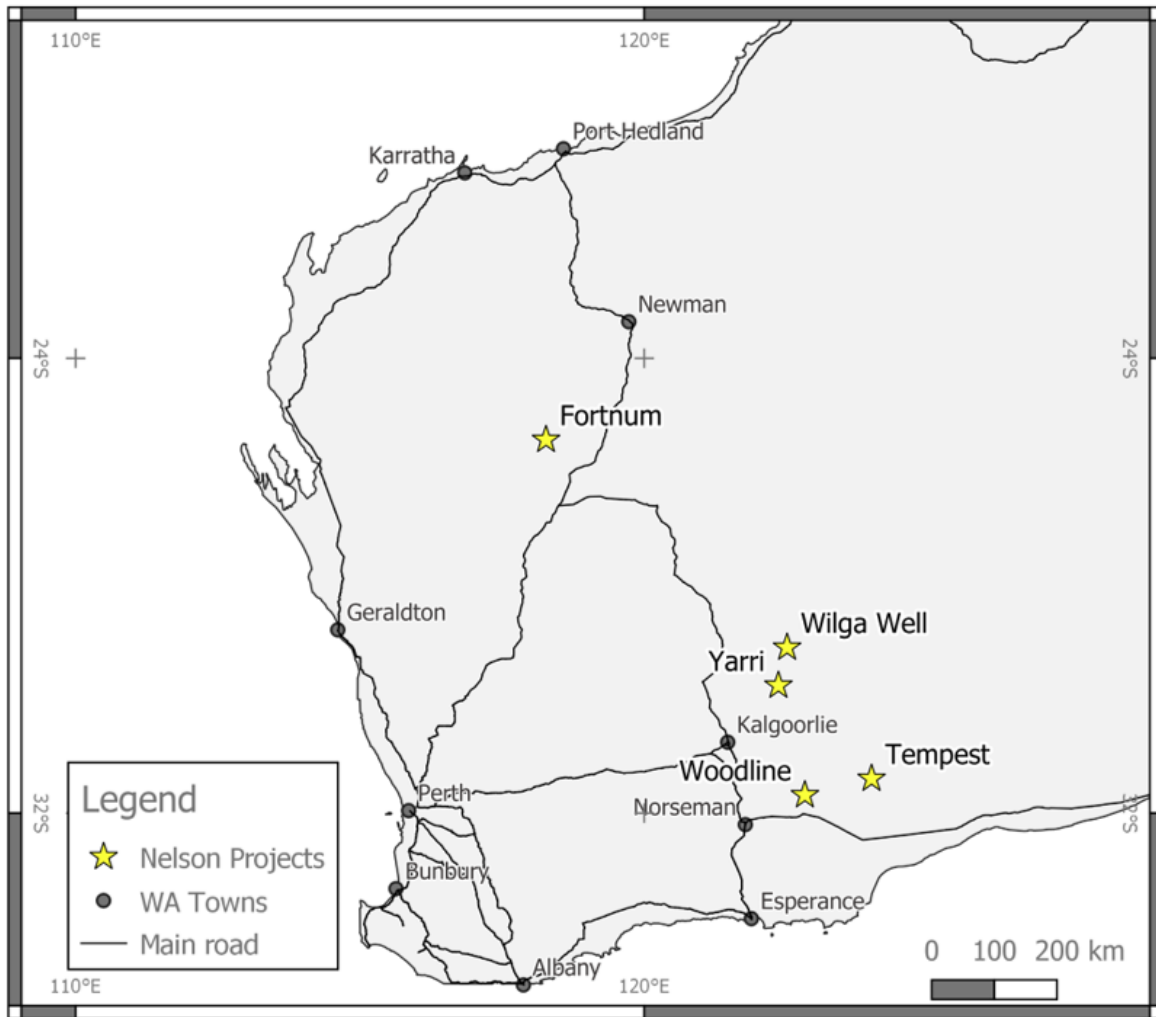 110°E
120°E
Port Hedland
Karratha
Newman
24°S
24°S
Fortnum
Geraldton
Wilga Well
Yarri
Kalgoorlie
Tempest
Woodline
Legend
Perth
Norseman
32°S
32°S
Nelson Projects
Bunbury
WA Towns
Esperance
Main road
0 100 200 km
Albany
110°E
120°E